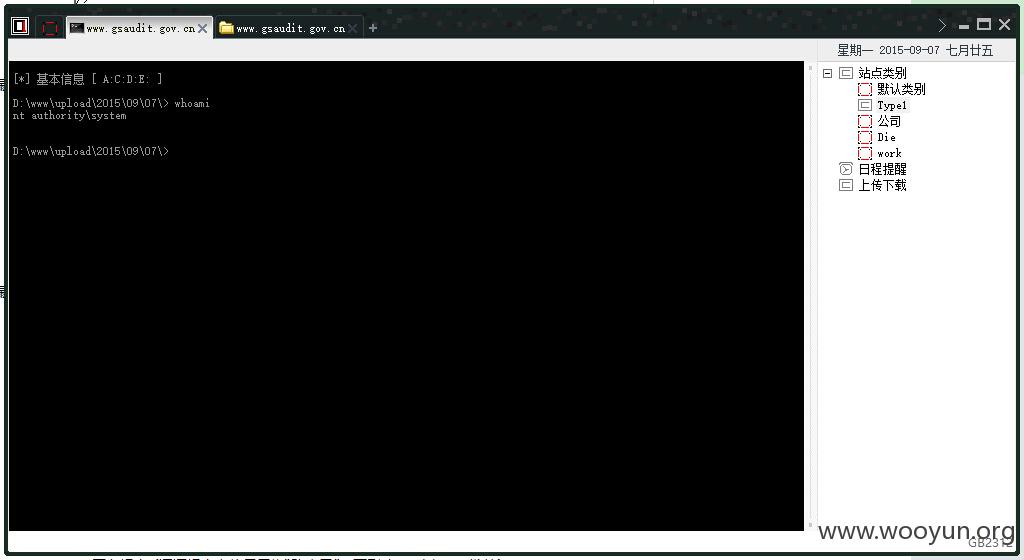 www.gsaudit.gov.cn
www.gsaudit.gov.cn
星期一 2015-09-07 七月廿五
[*] 基本信息 [ A:C:D:E: ]
D:\www\upload\2015\09\07\> whoami
nt authority\system
D:\www\upload\2015\09\07\>
站点类别
默认类别
Type1
公司
Die
work
日程提醒
上传下载
www.wooyun.org
GB2312